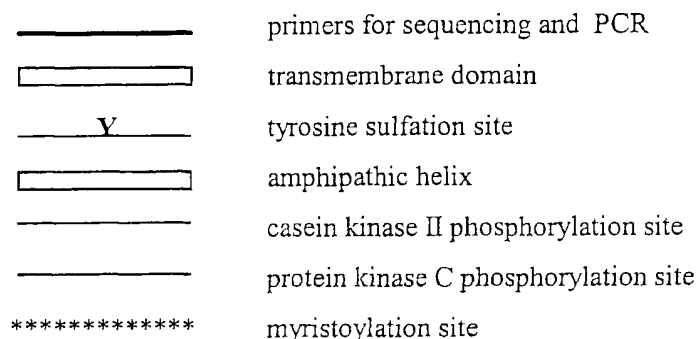 primers for sequencing and PCR
transmembrane domain
Y tyrosine sulfation site
amphipathic helix
casein kinase II phosphorylation site
protein kinase C phosphorylation site
************* myristoylation site